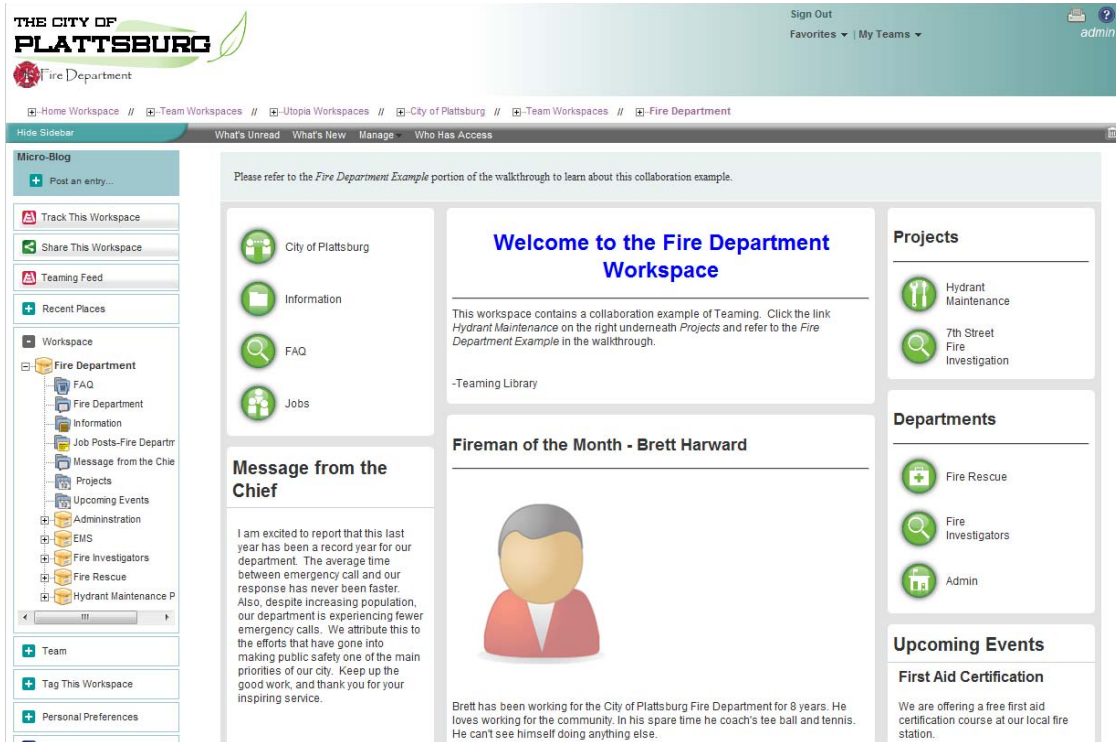 THE CITY OF
PLATTSBURG
Fire Department
Sign Out
Favorites | My Teams
admin
Home Workspace // Team Workspaces // Utopia Workspaces // City of Plattsburg // Team Workspaces // Fire Department
Hide Sidebar
What's Unread What's New Manage Who Has Access
Micro-Blog
Post an entry...
Track This Workspace
Share This Workspace
Teaming Feed
Recent Places
Workspace
Fire Department
FAQ
Fire Department
Information
Job Posts-Fire Departm
Message from the Chie
Projects
Upcoming Events
Admininstration
EMS
Fire Investigators
Fire Rescue
Hydrant Maintenance P
Team
Tag This Workspace
Personal Preferences
Please refer to the Fire Department Example portion of the walkthrough to learn about this collaboration example.
City of Plattsburg
Information
FAQ
Jobs
Message from the
Chief
I am excited to report that this last
year has been a record year for our
department. The average time
between emergency call and our
response has never been faster.
Also, despite increasing population,
our department is experiencing fewer
emergency calls. We attribute this to
the efforts that have gone into
making public safety one of the main
priorities of our city. Keep up the
good work, and thank you for your
inspiring service.
Welcome to the Fire Department
Workspace
This workspace contains a collaboration example of Teaming. Click the link
Hydrant Maintenance on the right underneath Projects and refer to the Fire
Department Example in the walkthrough.
-Teaming Library
Fireman of the Month - Brett Harward
Brett has been working for the City of Plattsburg Fire Department for 8 years. He
loves working for the community. In his spare time he coach's tee ball and tennis.
He can't see himself doing anything else.
Projects
Hydrant
Maintenance
7th Street
Fire
Investigation
Departments
Fire Rescue
Fire
Investigators
Admin
Upcoming Events
First Aid Certification
We are offering a free first aid
certification course at our local fire
station.